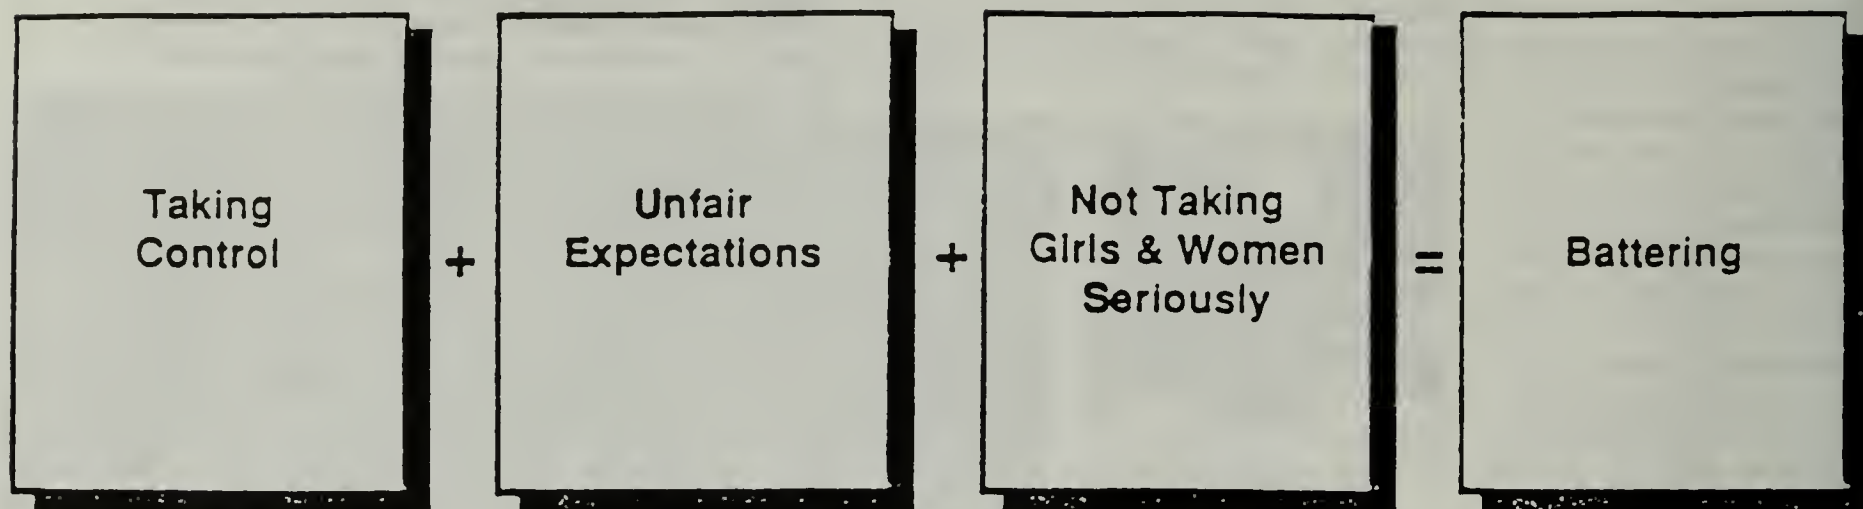 Taking
Control
+
Unfair
Expectations
+
Not Taking
Girls & Women
Seriously
=
Battering